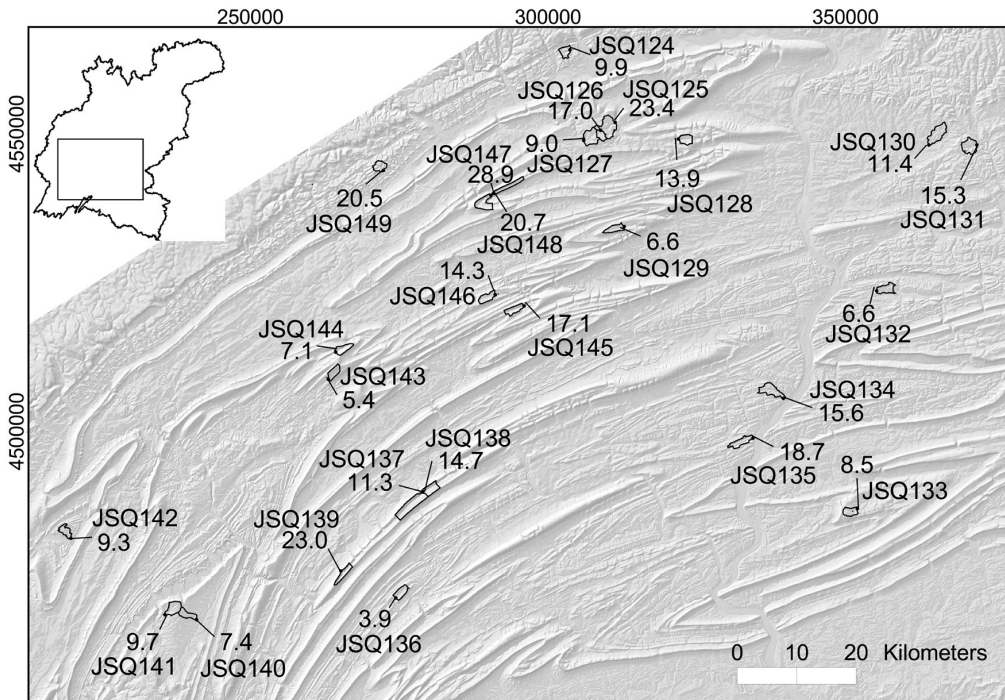 250000
300000
350000
4550000
4500000
JSQ124
9.9
JSQ126
JSQ125
17.0
23.4
9.0
JSQ127
JSQ147
28.9
20.7
JSQ148
13.9
JSQ128
JSQ130
11.4
15.3
JSQ131
20.5
JSQ149
6.6
JSQ129
14.3
JSQ146
17.1
JSQ145
6.6
JSQ132
JSQ144
7.1
JSQ143
5.4
JSQ134
15.6
18.7
JSQ135
8.5
JSQ133
JSQ138
14.7
JSQ137
11.3
JSQ139
23.0
JSQ142
9.3
3.9
JSQ136
9.7
JSQ141
7.4
JSQ140
0 10 20 Kilometers